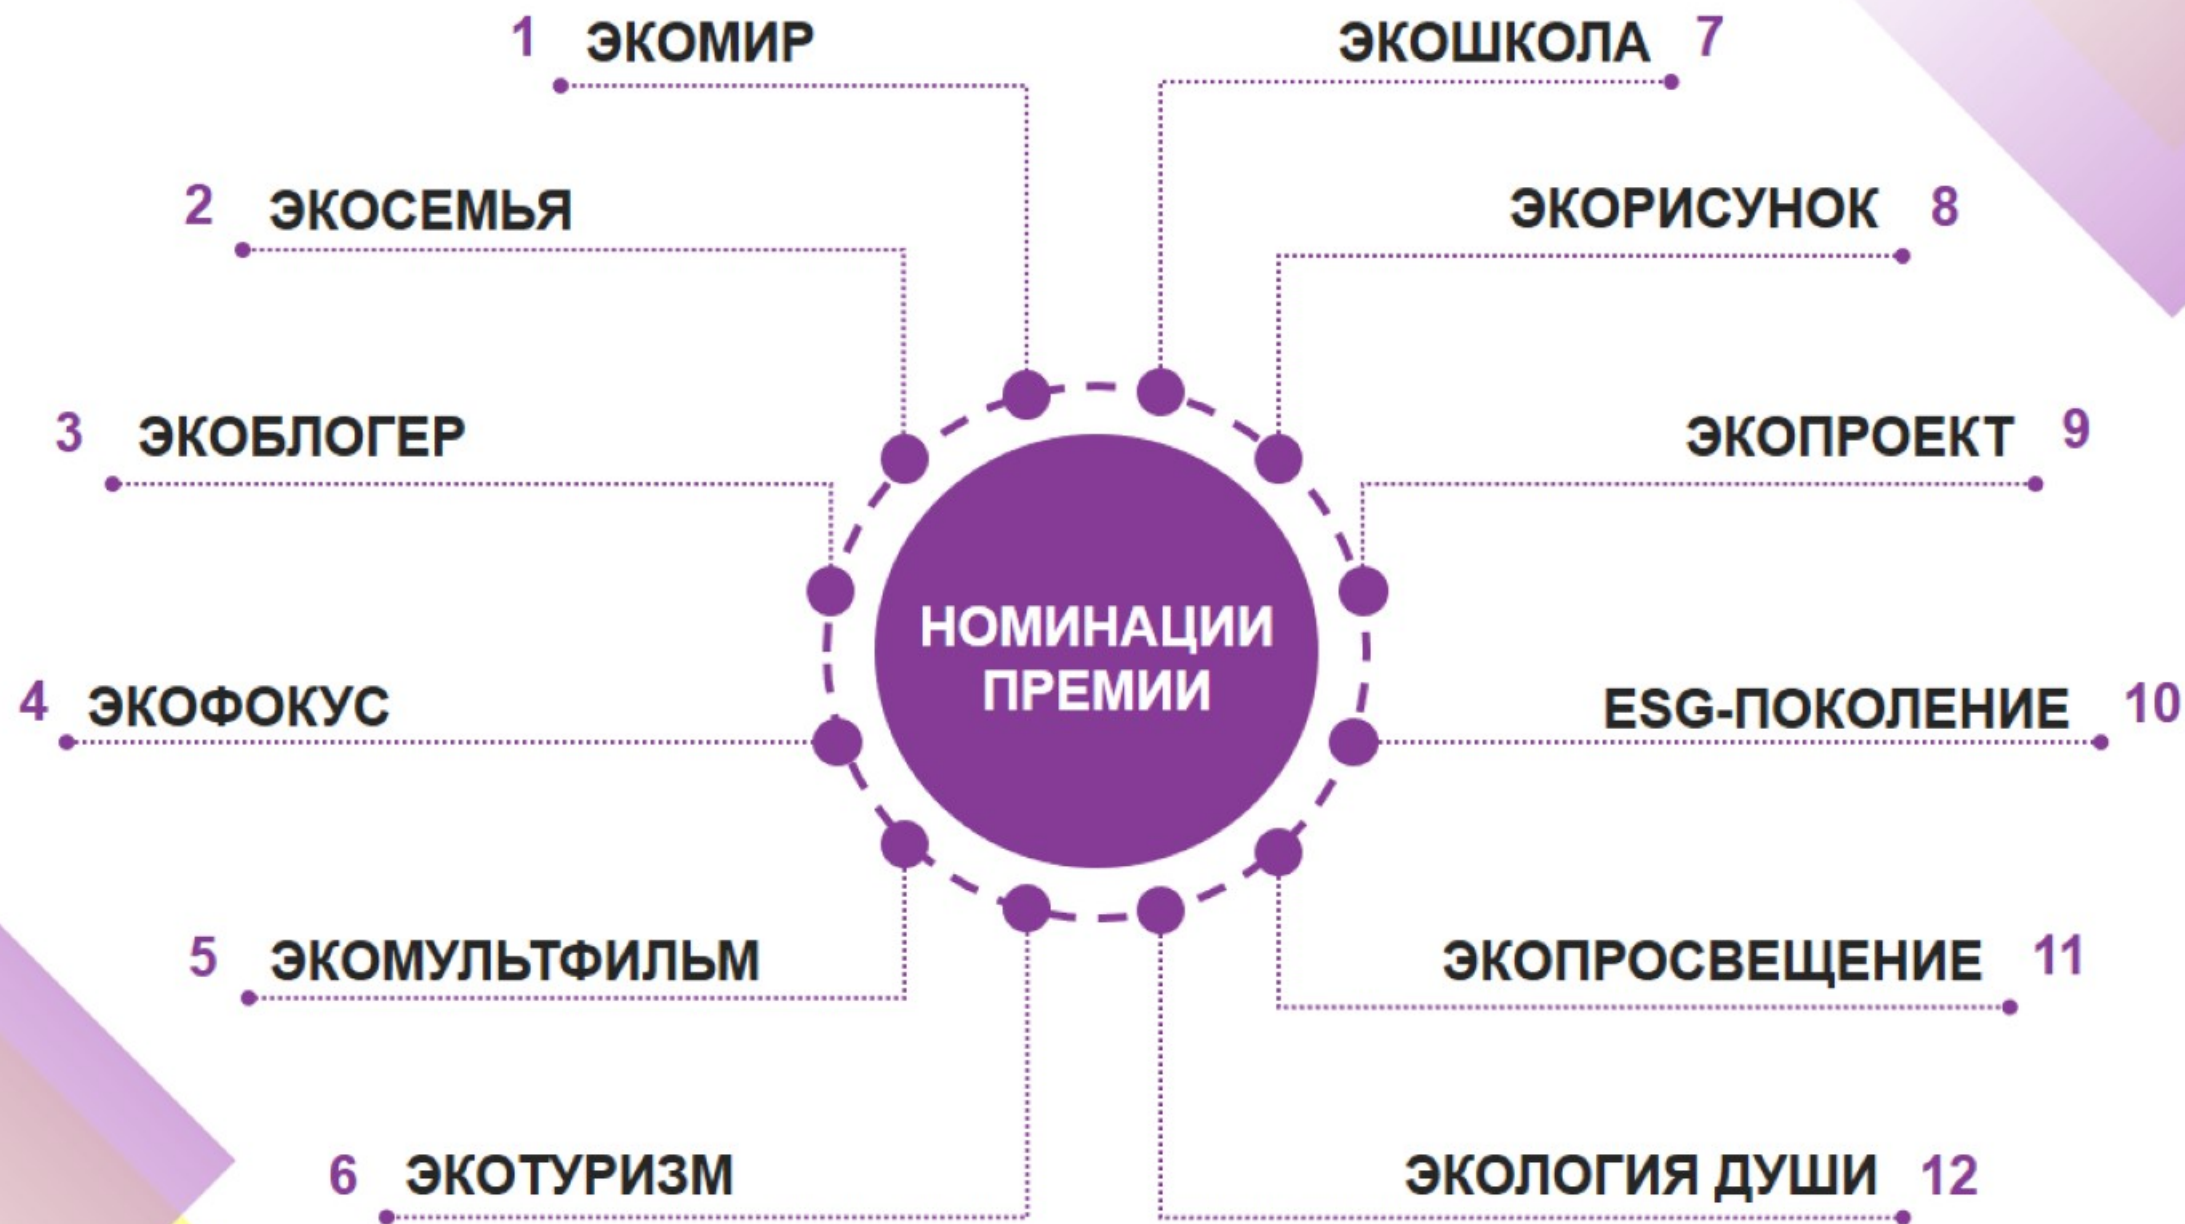 1 ЭКОМИР
2 ЭКОСЕМЬЯ
3 ЭКОБЛОГЕР
4 ЭКОФОКУС
5 ЭКОМУЛЬТФИЛЬМ
6 ЭКОТУРИЗМ
НОМИНАЦИИ
ПРЕМИИ
ЭКОШКОЛА 7
ЭКОРИСУНОК 8
ЭКОПРОЕКТ 9
ESG-ПОКОЛЕНИЕ 10
ЭКОПРОСВЕЩЕНИЕ 11
ЭКОЛОГИЯ ДУШИ 12